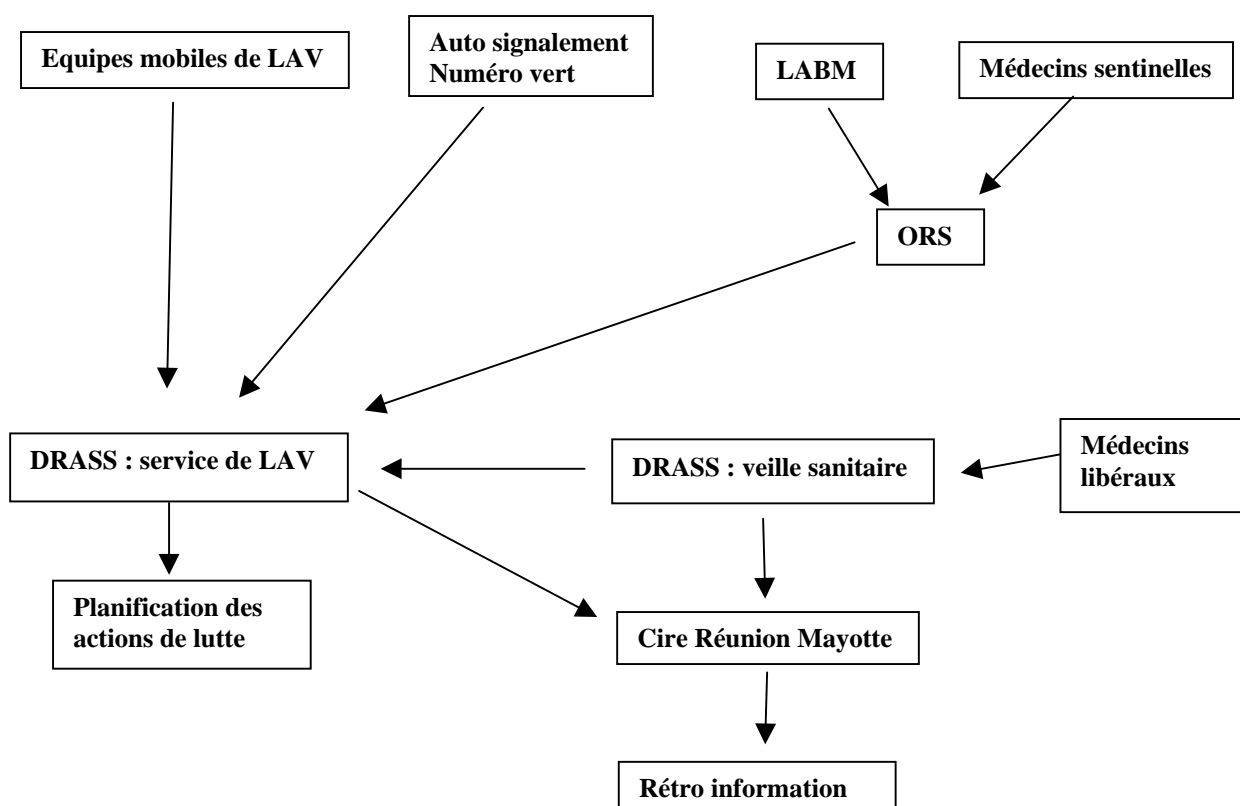 Equipes mobiles de LAV
Auto signalement
Numéro vert
LABM
Médecins sentinelles
ORS
DRASS : service de LAV
DRASS : veille sanitaire
Médecins
libéraux
Planification des
actions de lutte
Cire Réunion Mayotte
Rétro information